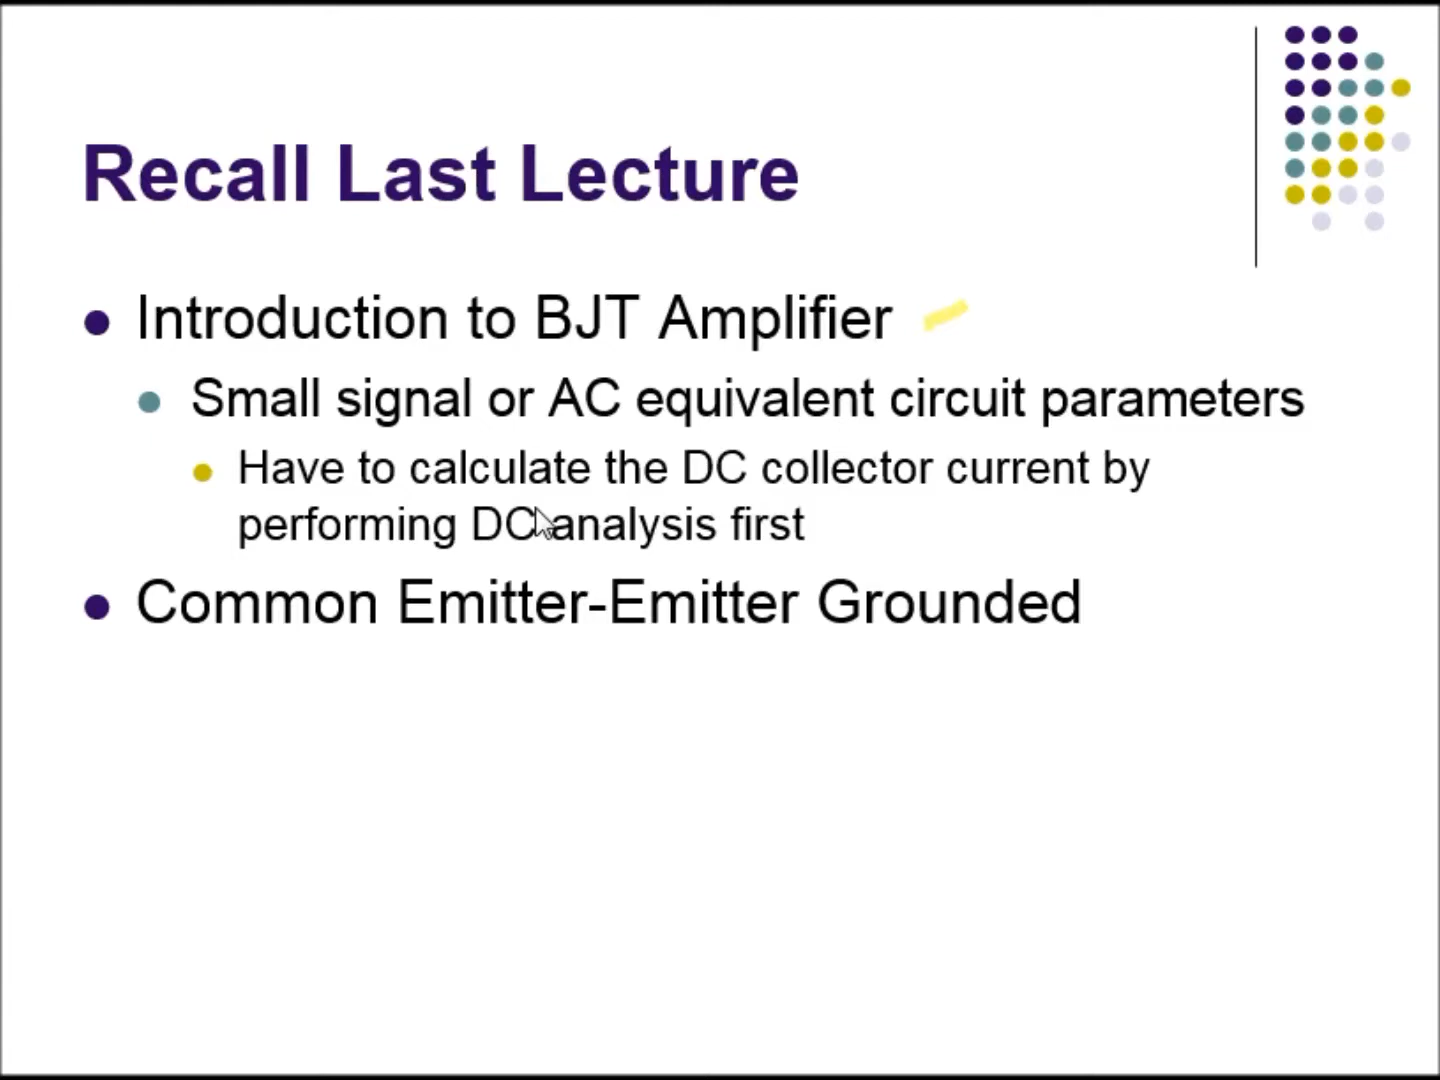 Recall Last Lecture
Introduction to BJT Amplifier
Small signal or AC equivalent circuit parameters
Have to calculate the DC collector current by
performing DC analysis first
Common Emitter-Emitter Grounded